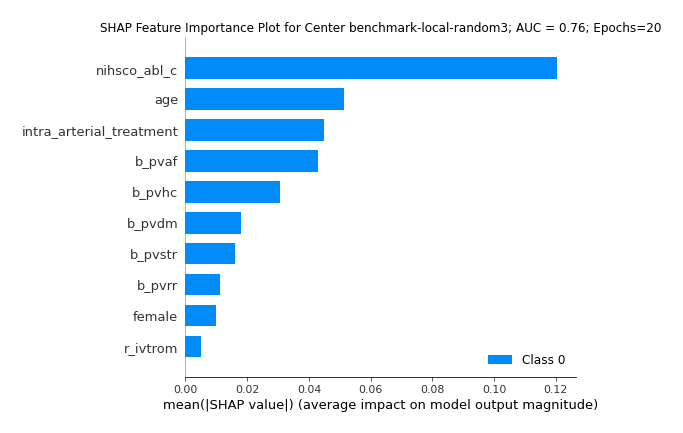 SHAP Feature Importance Plot for Center benchmark-local-random3; AUC = 0.76; Epochs=20
nihsco_abl_c
age
intra_arterial_treatment
b_pvaf
b_pvhc
b_pvdm
b_pvstr
b_pvrr
female
r_ivtrom
Class 0
0.00 0.02 0.04 0.06 0.08 0.10 0.12
mean(|SHAP value|) (average impact on model output magnitude)